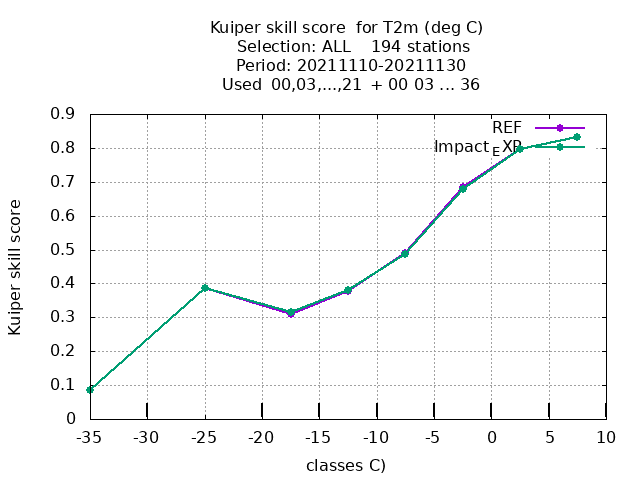 Kuiper skill score  for T2m (deg C)
Selection: ALL    194 stations
Period: 20211110-20211130
Used  00,03,...,21  + 00 03 ... 36
REF
Impact_EXP
Kuiper skill score
0.9
0.8
0.7
0.6
0.5
0.4
0.3
0.2
0.1
0
-35 -30 -25 -20 -15 -10 -5 0 5 10
classes C)